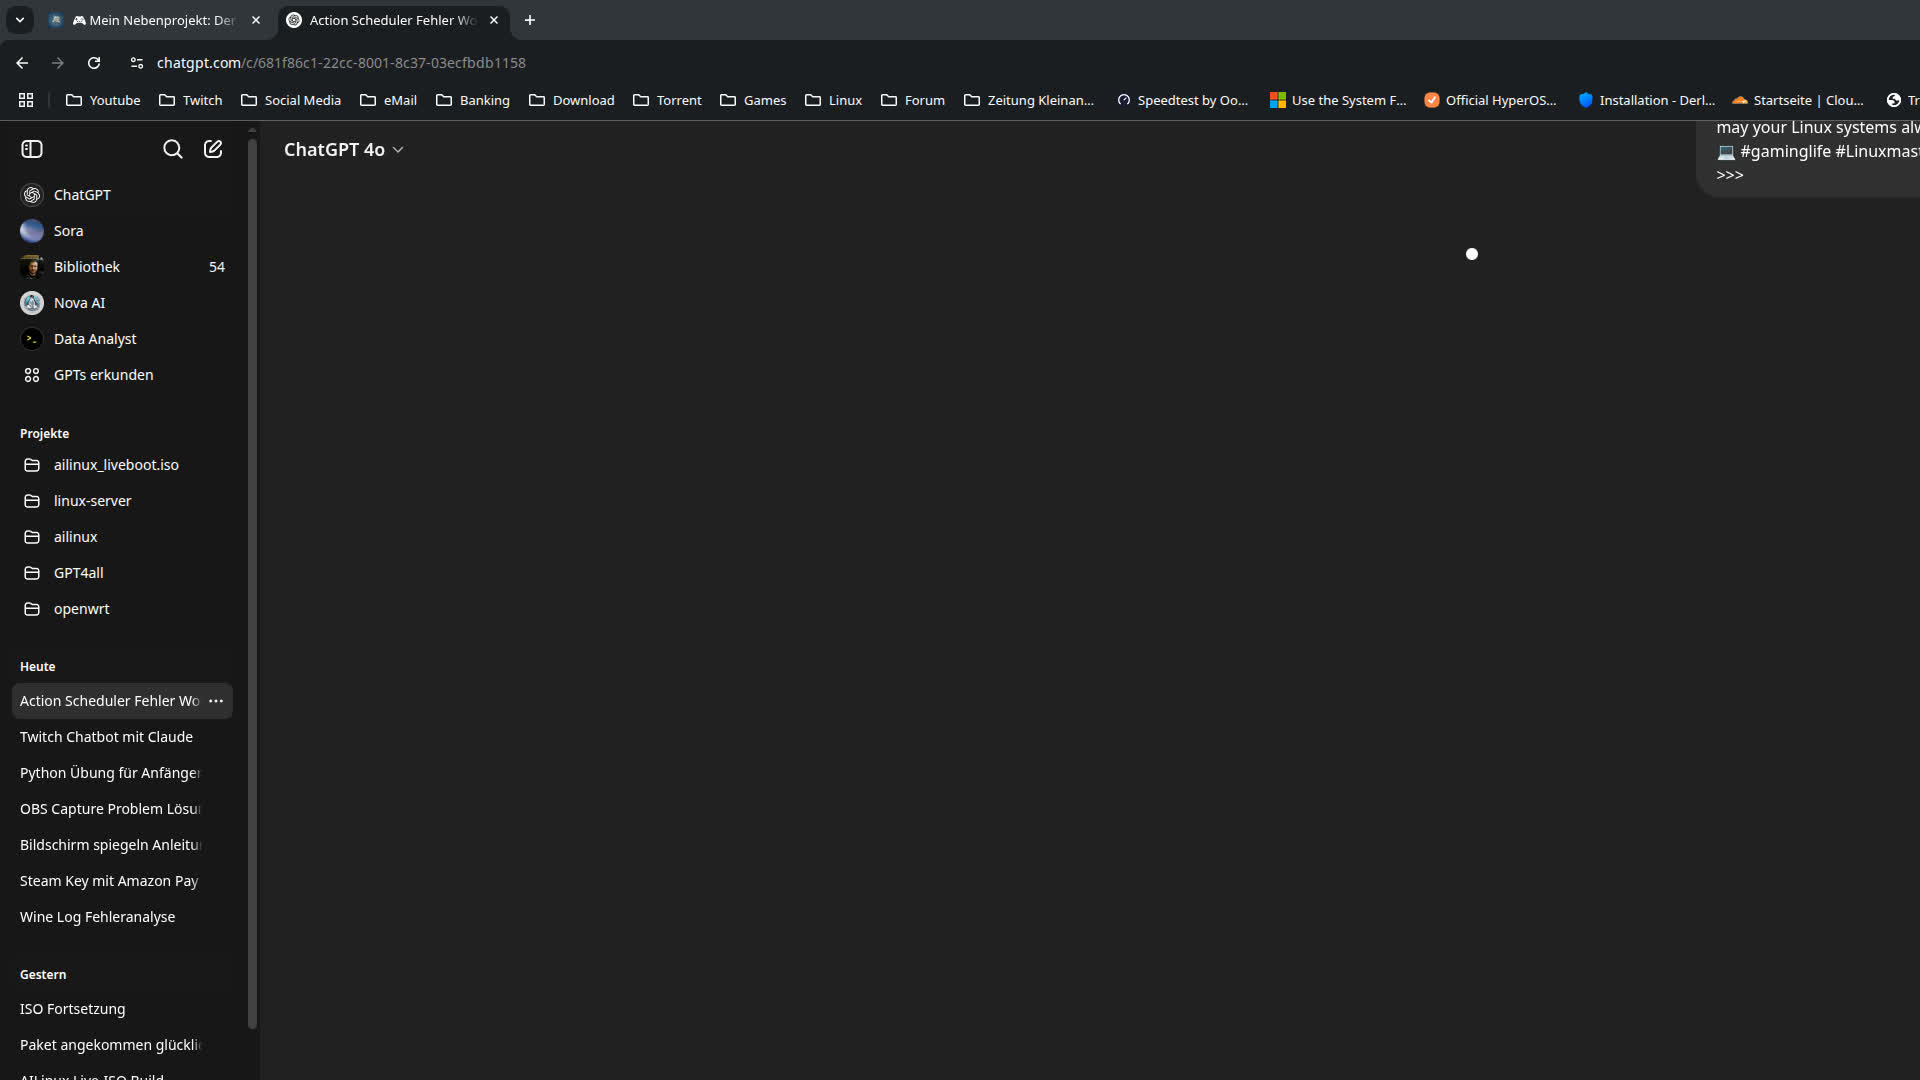 🎮 Mein Nebenprojekt: Der
Action Scheduler Fehler Wo
chatgpt.com/c/681f86c1-22cc-8001-8c37-03ecfbdb1158
Youtube Twitch Social Media eMail Banking Download Torrent Games Linux Forum Zeitung Kleinan... Speedtest by Oo... Use the System F... Official HyperOS... Installation - Derl... Startseite | Clou... Tr
ChatGPT 4o
may your Linux systems alw
💻 #gaminglife #Linuxmast
>>>
ChatGPT
Sora
Bibliothek 54
Nova AI
Data Analyst
GPTs erkunden
Projekte
ailinux_liveboot.iso
linux-server
ailinux
GPT4all
openwrt
Heute
Action Scheduler Fehler Wo
Twitch Chatbot mit Claude
Python Übung für Anfänger
OBS Capture Problem Lösu
Bildschirm spiegeln Anleitu
Steam Key mit Amazon Pay
Wine Log Fehleranalyse
Gestern
ISO Fortsetzung
Paket angekommen glückli
AILinux Live-ISO Build